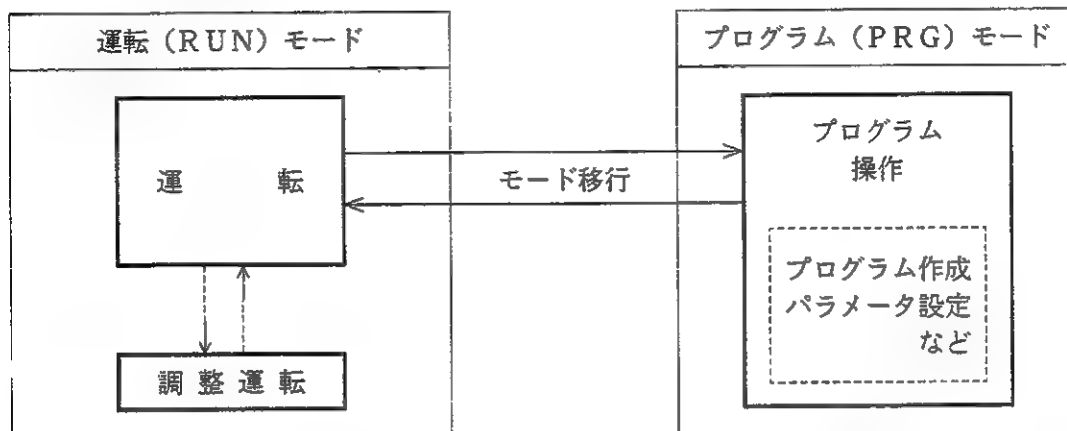 運転（ＲＵＮ）モード
プログラム（ＰＲＧ）モード
運　　転
モード移行
プログラム
操作
プログラム作成
パラメータ設定
など
調整運転